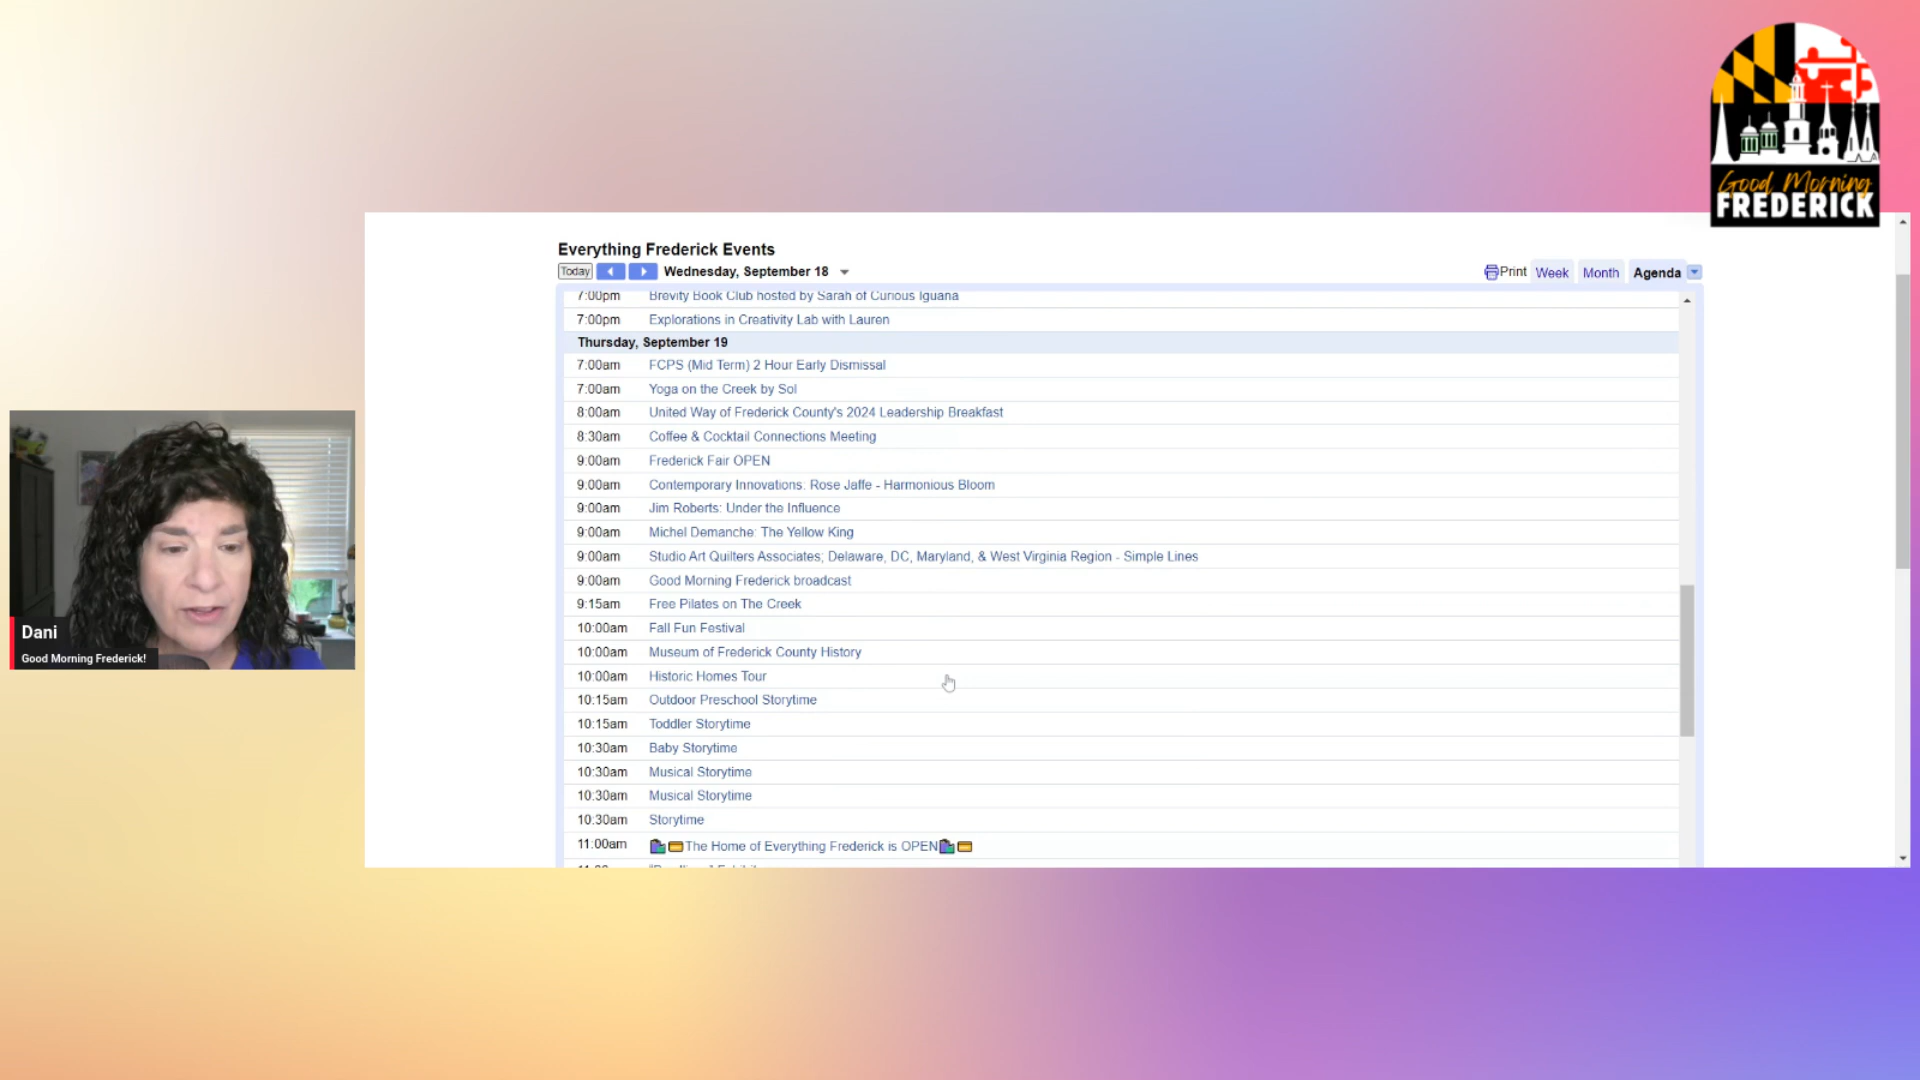 Good Morning
FREDERICK
Everything Frederick Events
Today Wednesday, September 18 Print Week Month Agenda
7:00pm Brevity Book Club hosted by Sarah of Curious Iguana
7:00pm Explorations in Creativity Lab with Lauren
Thursday, September 19
7:00am FCPS (Mid Term) 2 Hour Early Dismissal
7:00am Yoga on the Creek by Sol
8:00am United Way of Frederick County's 2024 Leadership Breakfast
8:30am Coffee & Cocktail Connections Meeting
9:00am Frederick Fair OPEN
9:00am Contemporary Innovations: Rose Jaffe - Harmonious Bloom
9:00am Jim Roberts: Under the Influence
9:00am Michel Demanche: The Yellow King
9:00am Studio Art Quilters Associates; Delaware, DC, Maryland, & West Virginia Region - Simple Lines
9:00am Good Morning Frederick broadcast
9:15am Free Pilates on The Creek
10:00am Fall Fun Festival
10:00am Museum of Frederick County History
10:00am Historic Homes Tour
10:15am Outdoor Preschool Storytime
10:15am Toddler Storytime
10:30am Baby Storytime
10:30am Musical Storytime
10:30am Musical Storytime
10:30am Storytime
11:00am The Home of Everything Frederick is OPEN
Dani
Good Morning Frederick!